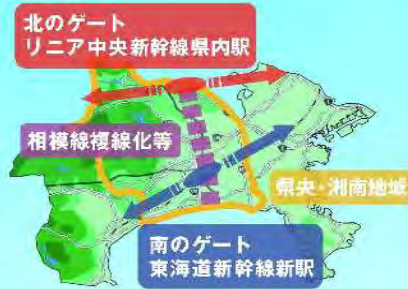 北のゲート
リニア中央新幹線県内駅
相模線複線化等
県央・湘南地域
南のゲート
東海道新幹線新駅